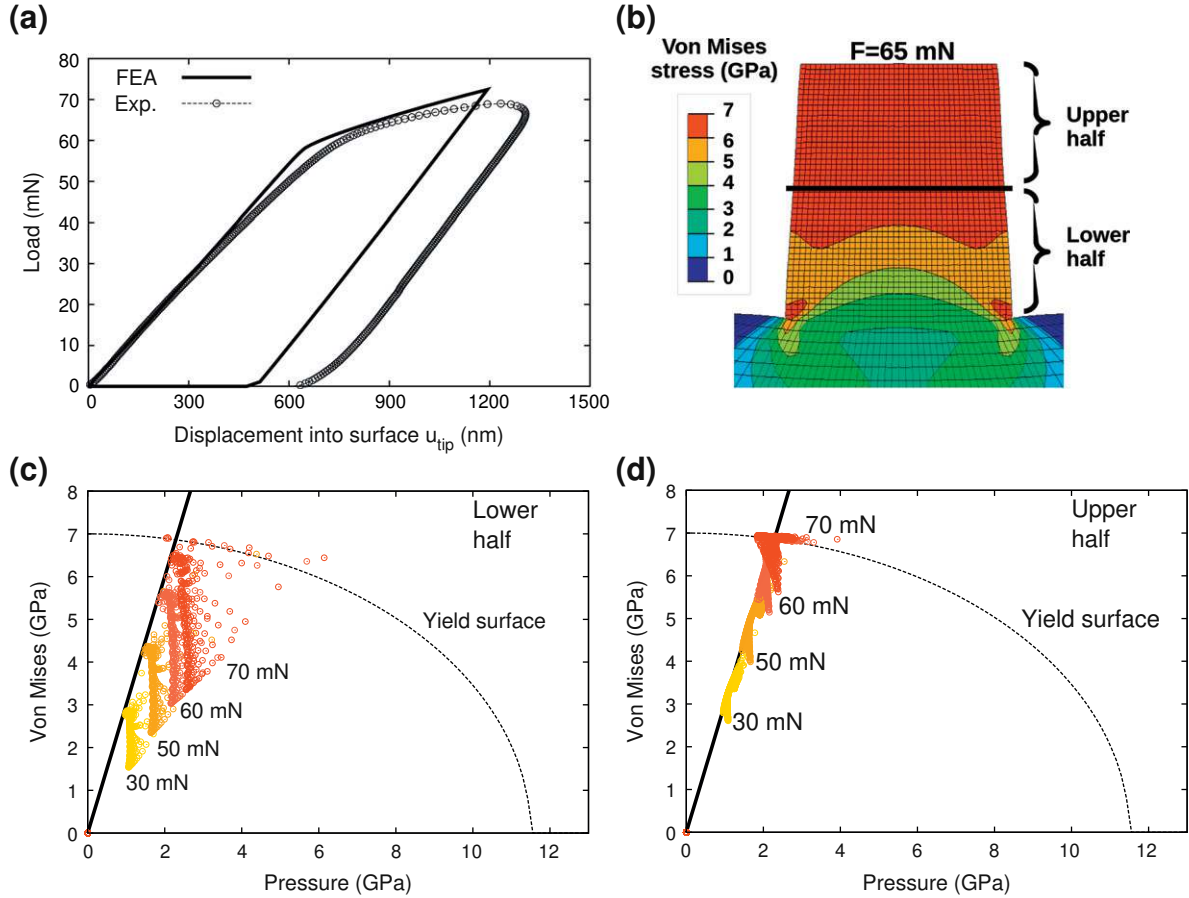 (a)
80
70
60
50
40
30
20
10
0
Load (mN)
FEA
Exp.
0 300 600 900 1200 1500
Displacement into surface u_tip (nm)
(b)
Von Mises
stress (GPa)
F=65 mN
7
6
5
4
3
2
1
0
Upper
half
Lower
half
(c)
8
7
6
5
4
3
2
1
0
Von Mises (GPa)
Lower
half
Yield surface
70 mN
60 mN
50 mN
30 mN
0 2 4 6 8 10 12
Pressure (GPa)
(d)
8
7
6
5
4
3
2
1
0
Von Mises (GPa)
Upper
half
70 mN
Yield surface
60 mN
50 mN
30 mN
0 2 4 6 8 10 12
Pressure (GPa)